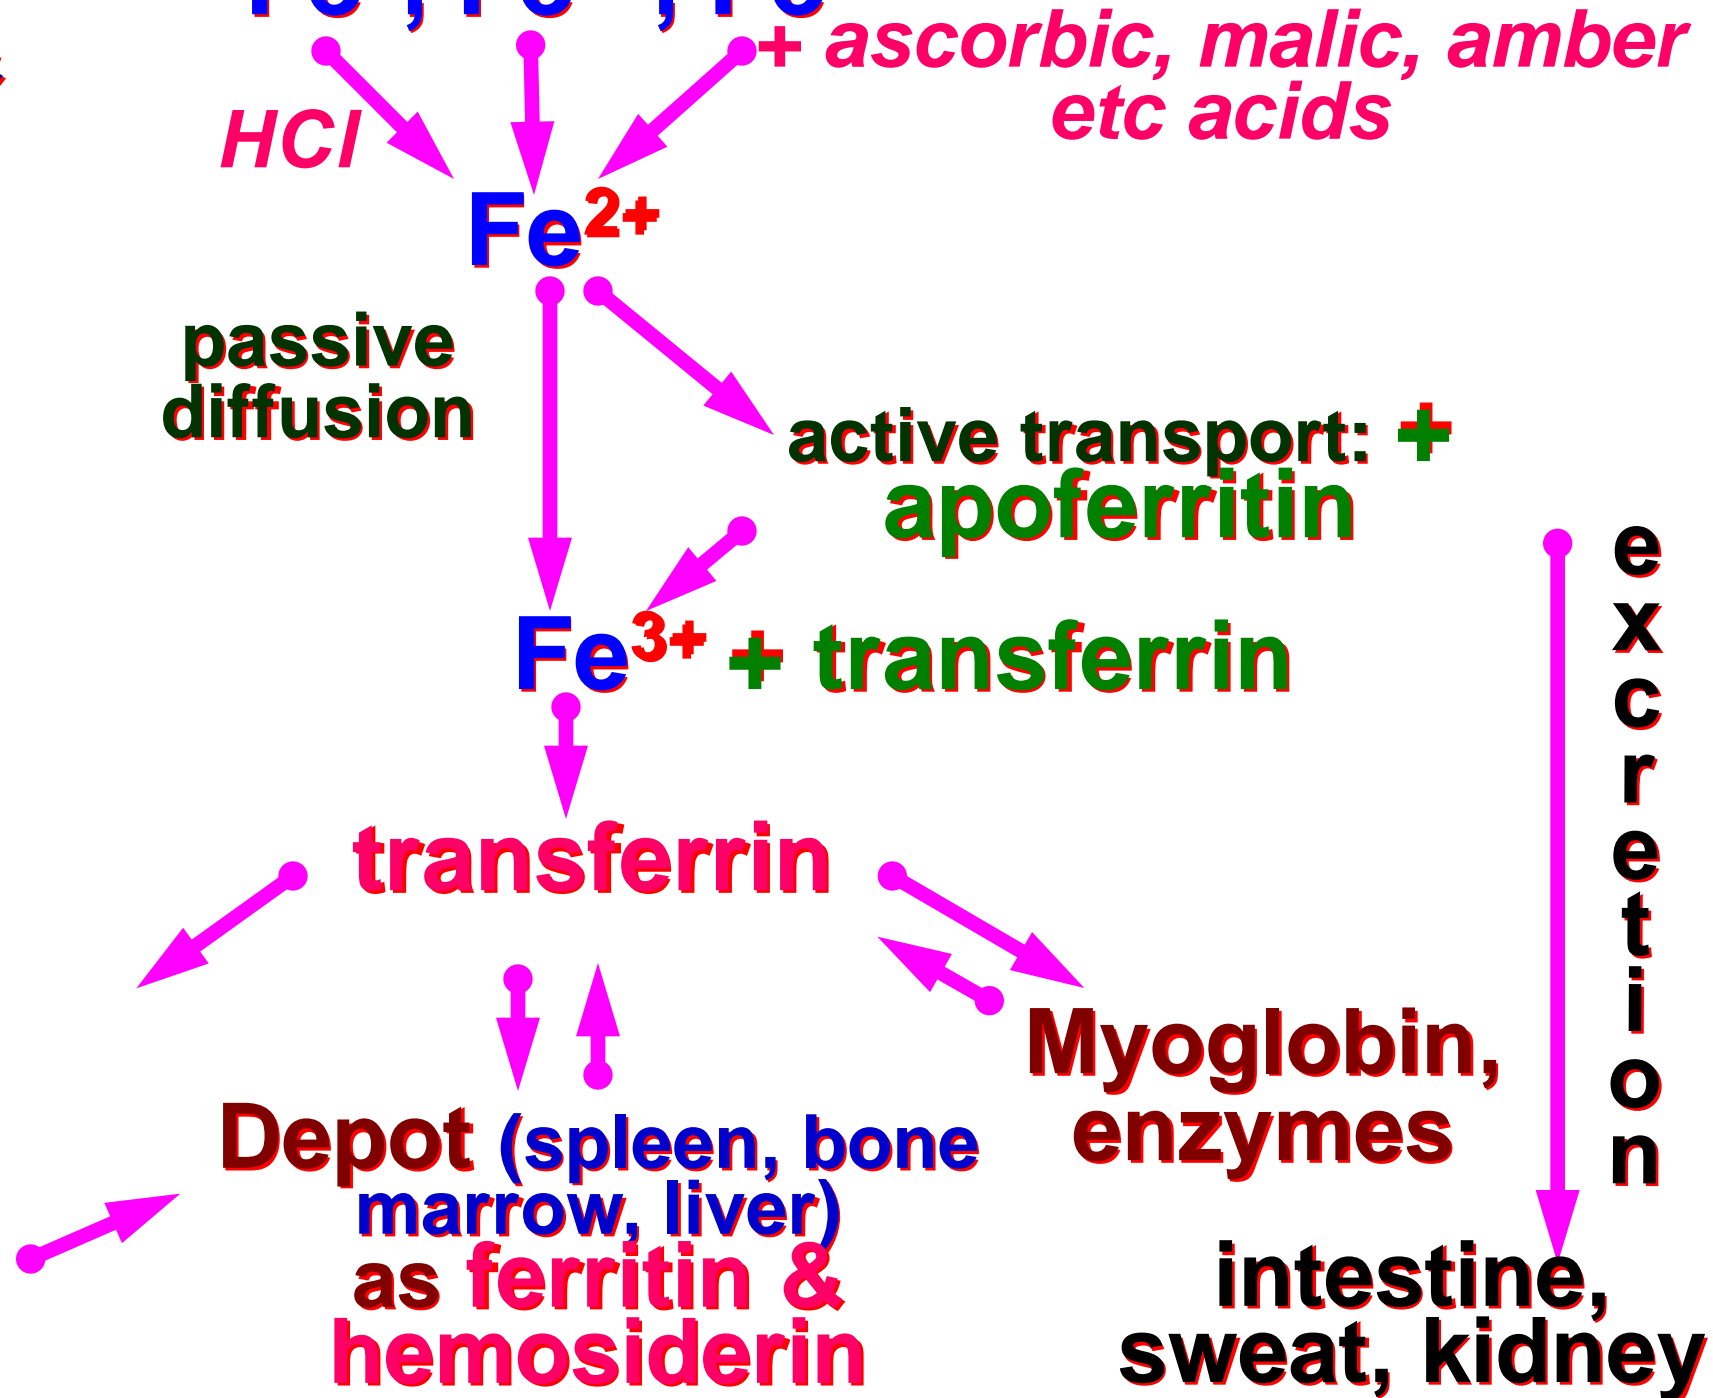 + ascorbic, malic, amber
etc acids
HCl
Fe2+
passive
diffusion
active transport: +
apoferritin
Fe3+ + transferrin
excretion
transferrin
Myoglobin,
enzymes
Depot (spleen, bone
marrow, liver)
as ferritin &
hemosiderin
intestine,
sweat, kidney